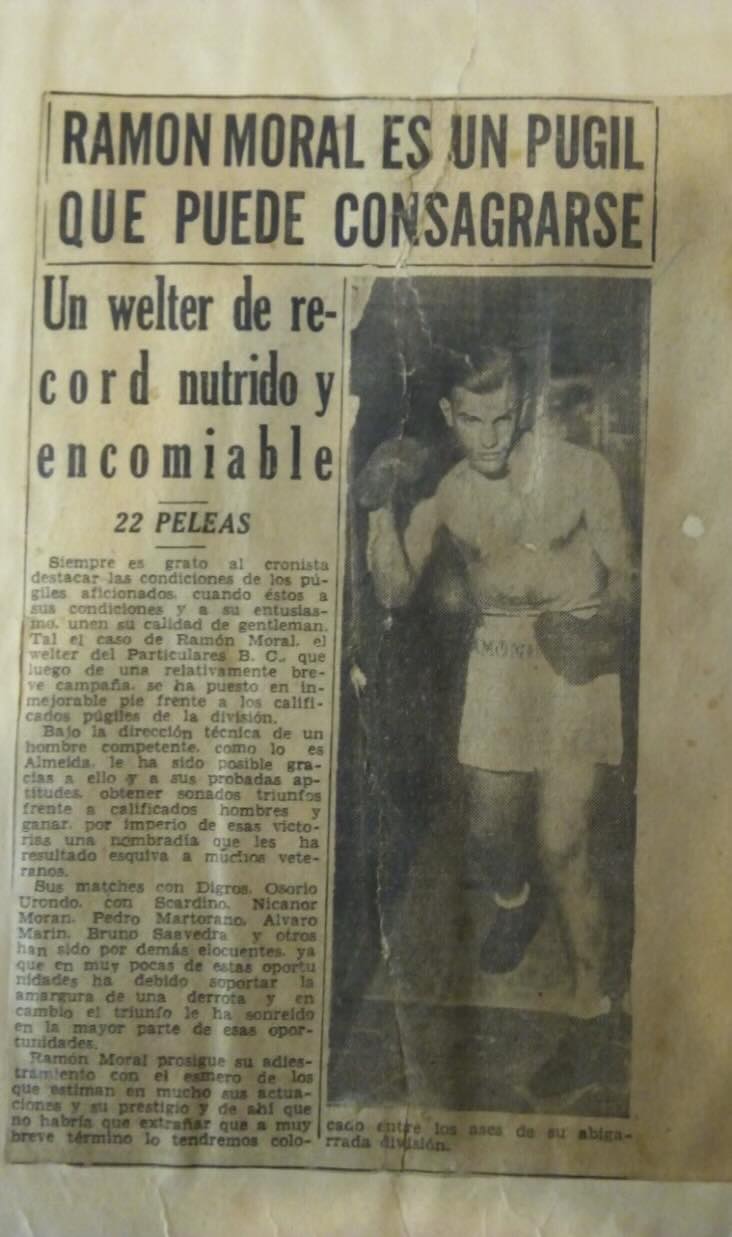 RAMON MORAL ES UN PUGIL
QUE PUEDE CONSAGRARSE
Un welter de re-
cord nutrido y
encomiable
22 PELEAS
Siempre es grato al cronista
destacar las condiciones de los pú-
giles aficionados, cuando éstos a
sus condiciones y a su entusias-
mo, unen su calidad de gentleman.
Tal el caso de Ramón Moral, el
welter del Particulares B. C., que
luego de una relativamente bre-
ve campaña, se ha puesto en in-
mejorable pie frente a los califi-
cados púgiles de la división.
Bajo la dirección técnica de un
hombre competente, como lo es
Almeida, le ha sido posible gra-
cias a ello y a sus probadas ap-
titudes, obtener sonados triunfos
frente a calificados hombres y
ganar, por imperio de esas victo-
rias una nombradía que les ha
resultado esquiva a muchos vete-
ranos.
Sus matches con Digros, Osorio
Urondo, con Scardino, Nicanor
Moran, Pedro Martorano, Alvaro
Marin, Bruno Saavedra y otros
han sido por demás elocuentes, ya
que en muy pocas de estas oportu
nidades ha debido soportar la
amargura de una derrota y en
cambio el triunfo le ha sonreído
en la mayor parte de esas opor-
tunidades.
Ramón Moral prosigue su adies-
tramiento con el esmero de los
que estiman en mucho sus actua-
ciones y su prestigio y de ahí que
no habría que extrañar que a muy
breve término lo tendremos colo-
cado entre los ases de su abiga-
rrada división.